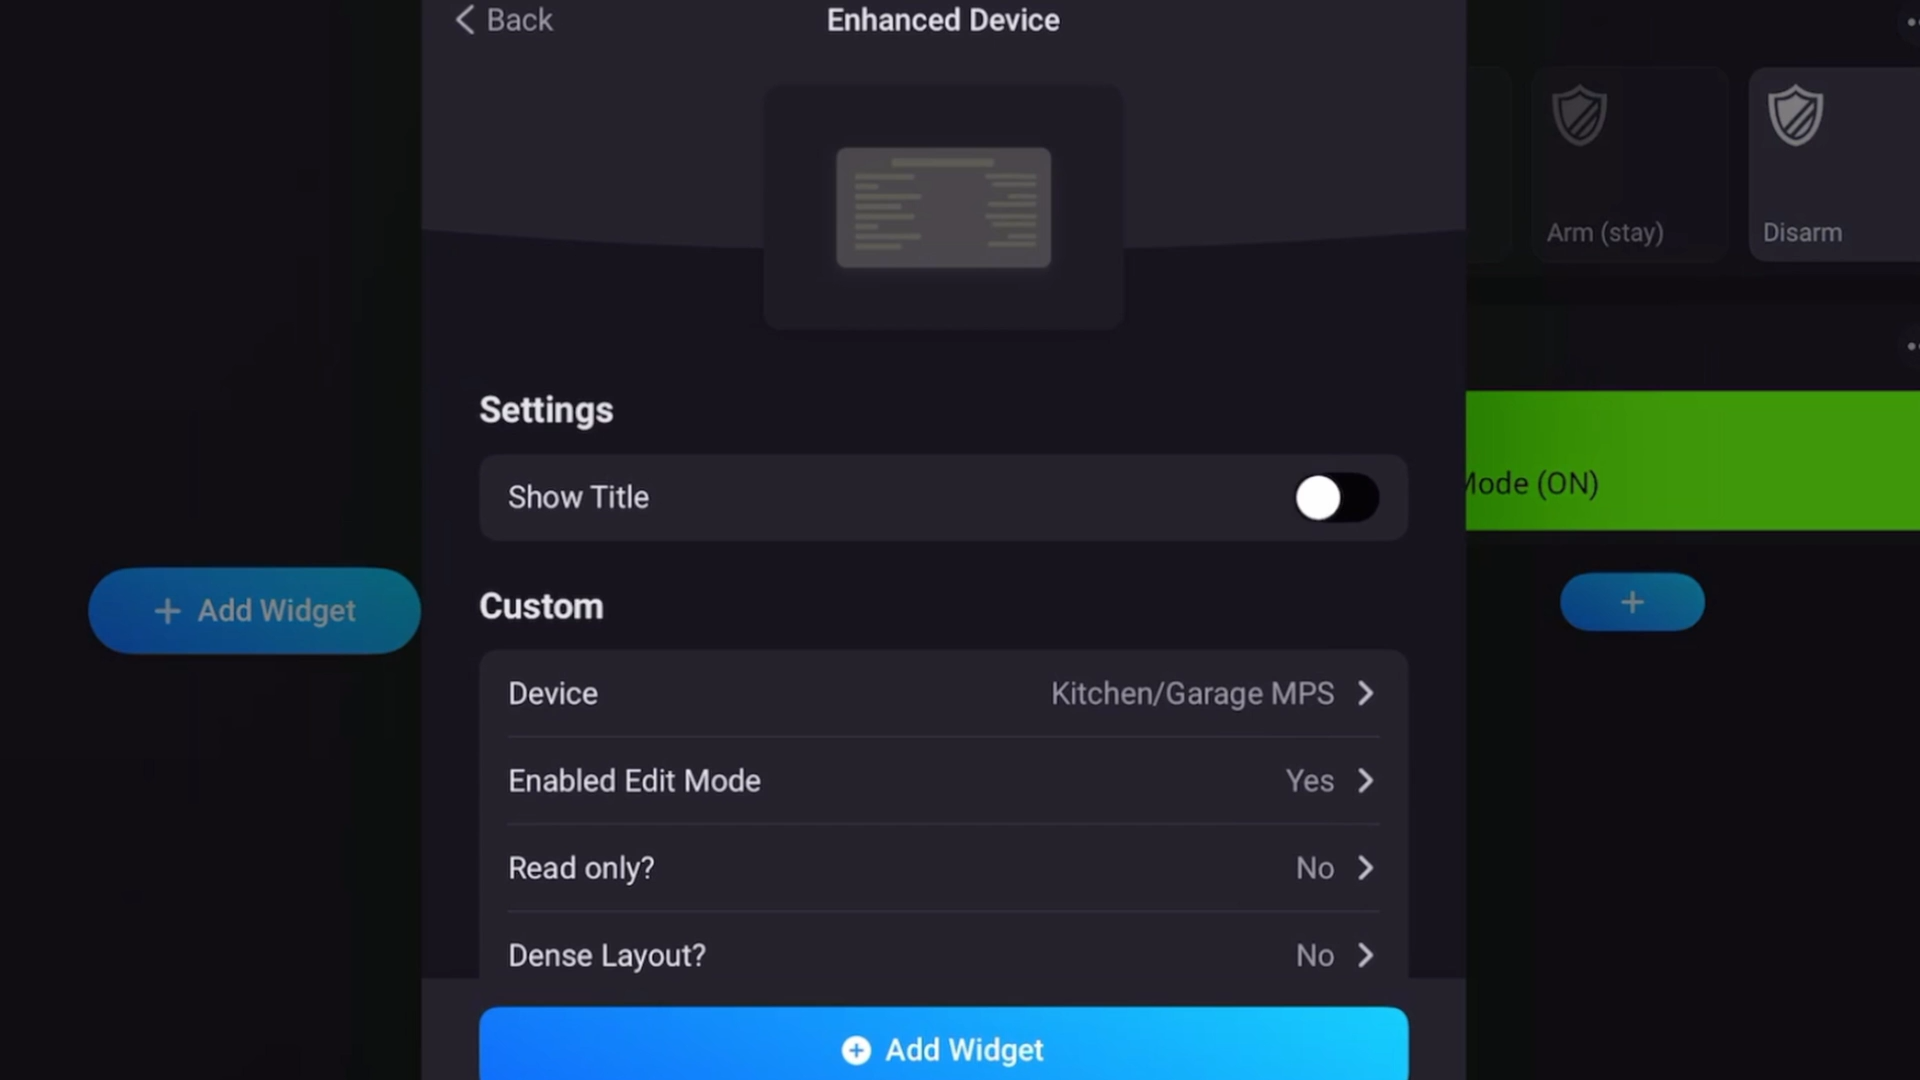 Back
Enhanced Device
Arm (stay)
Disarm
Settings
Show Title
Mode (ON)
Add Widget
Custom
Device
Kitchen/Garage MPS
Enabled Edit Mode
Yes
Read only?
No
Dense Layout?
No
Add Widget